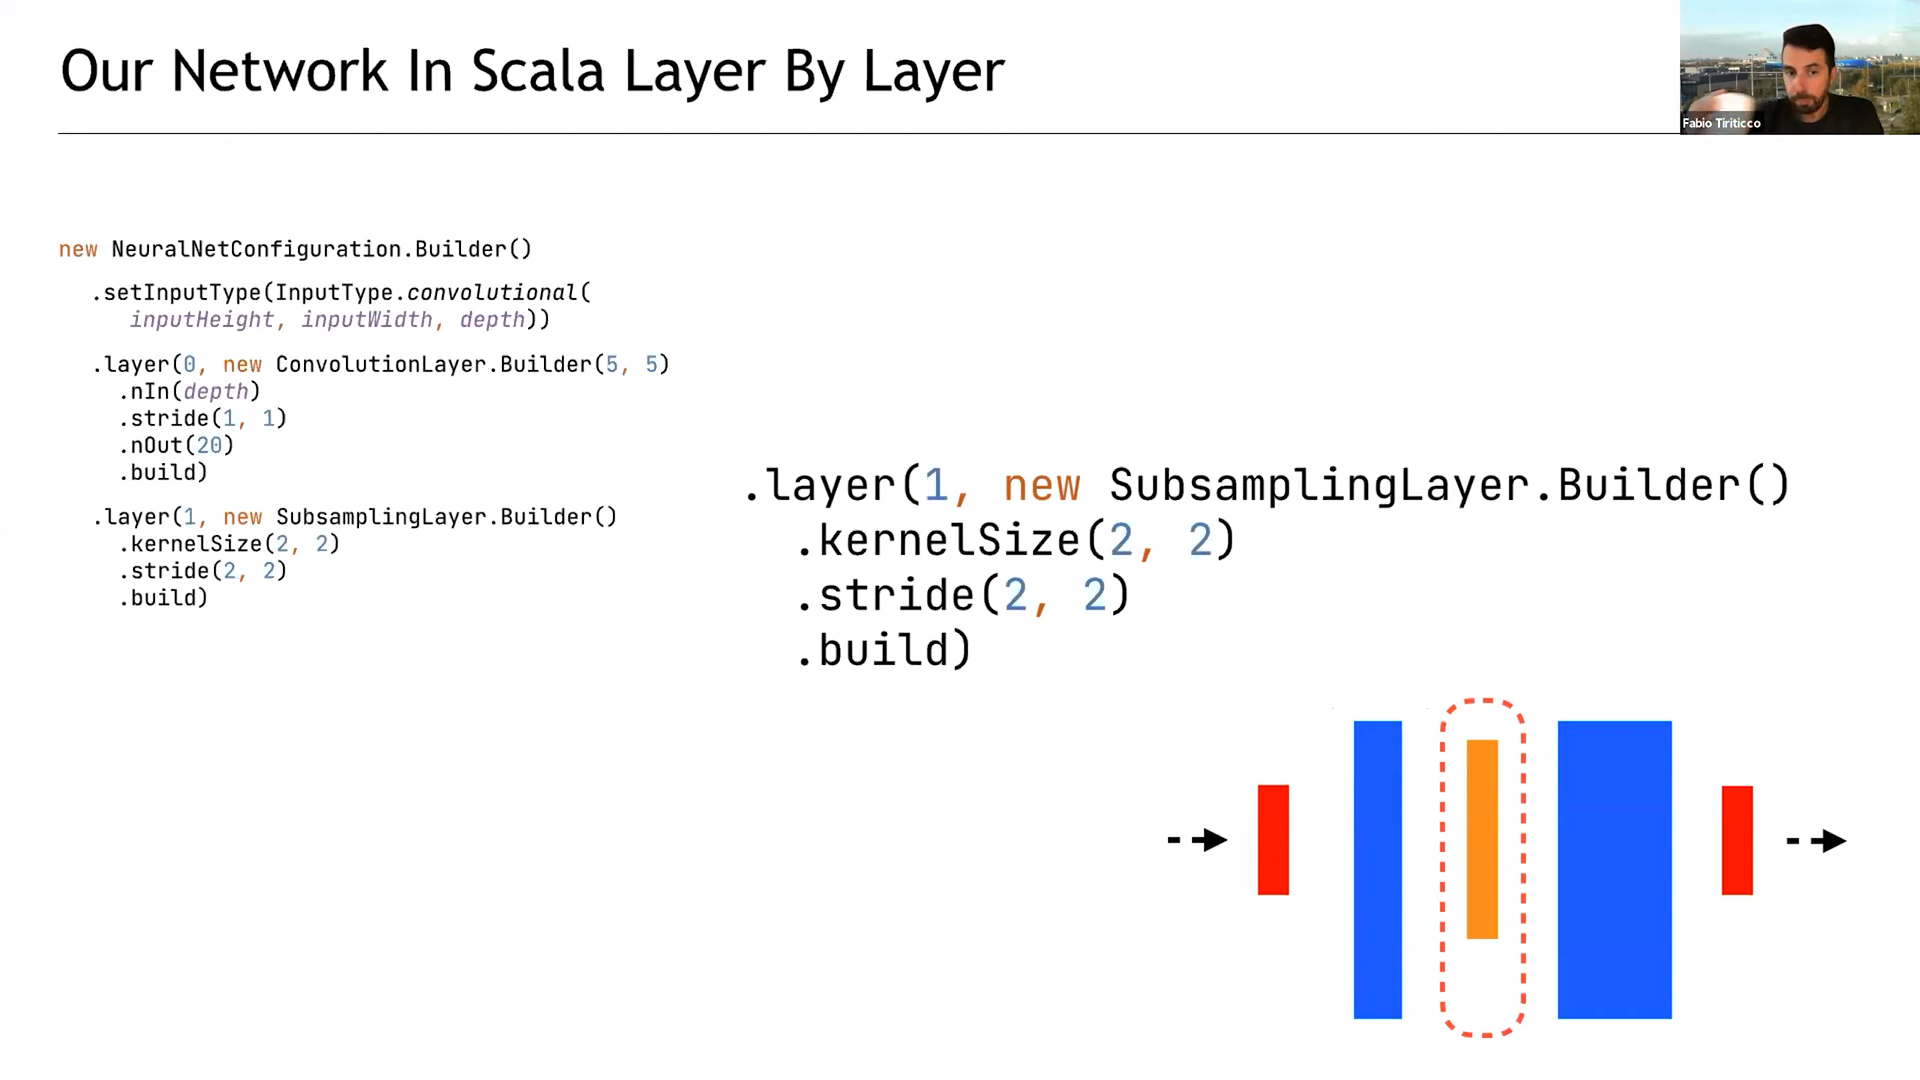 Our Network In Scala Layer By Layer
Fabio Tiriticco
new NeuralNetConfiguration.Builder()
.setInputType(InputType.convolutional(
inputHeight, inputWidth, depth))
.layer(0, new ConvolutionLayer.Builder(5, 5)
.nIn(depth)
.stride(1, 1)
.nOut(20)
.build)
.layer(1, new SubsamplingLayer.Builder()
.kernelSize(2, 2)
.stride(2, 2)
.build)
.layer(1, new SubsamplingLayer.Builder()
.kernelSize(2, 2)
.stride(2, 2)
.build)